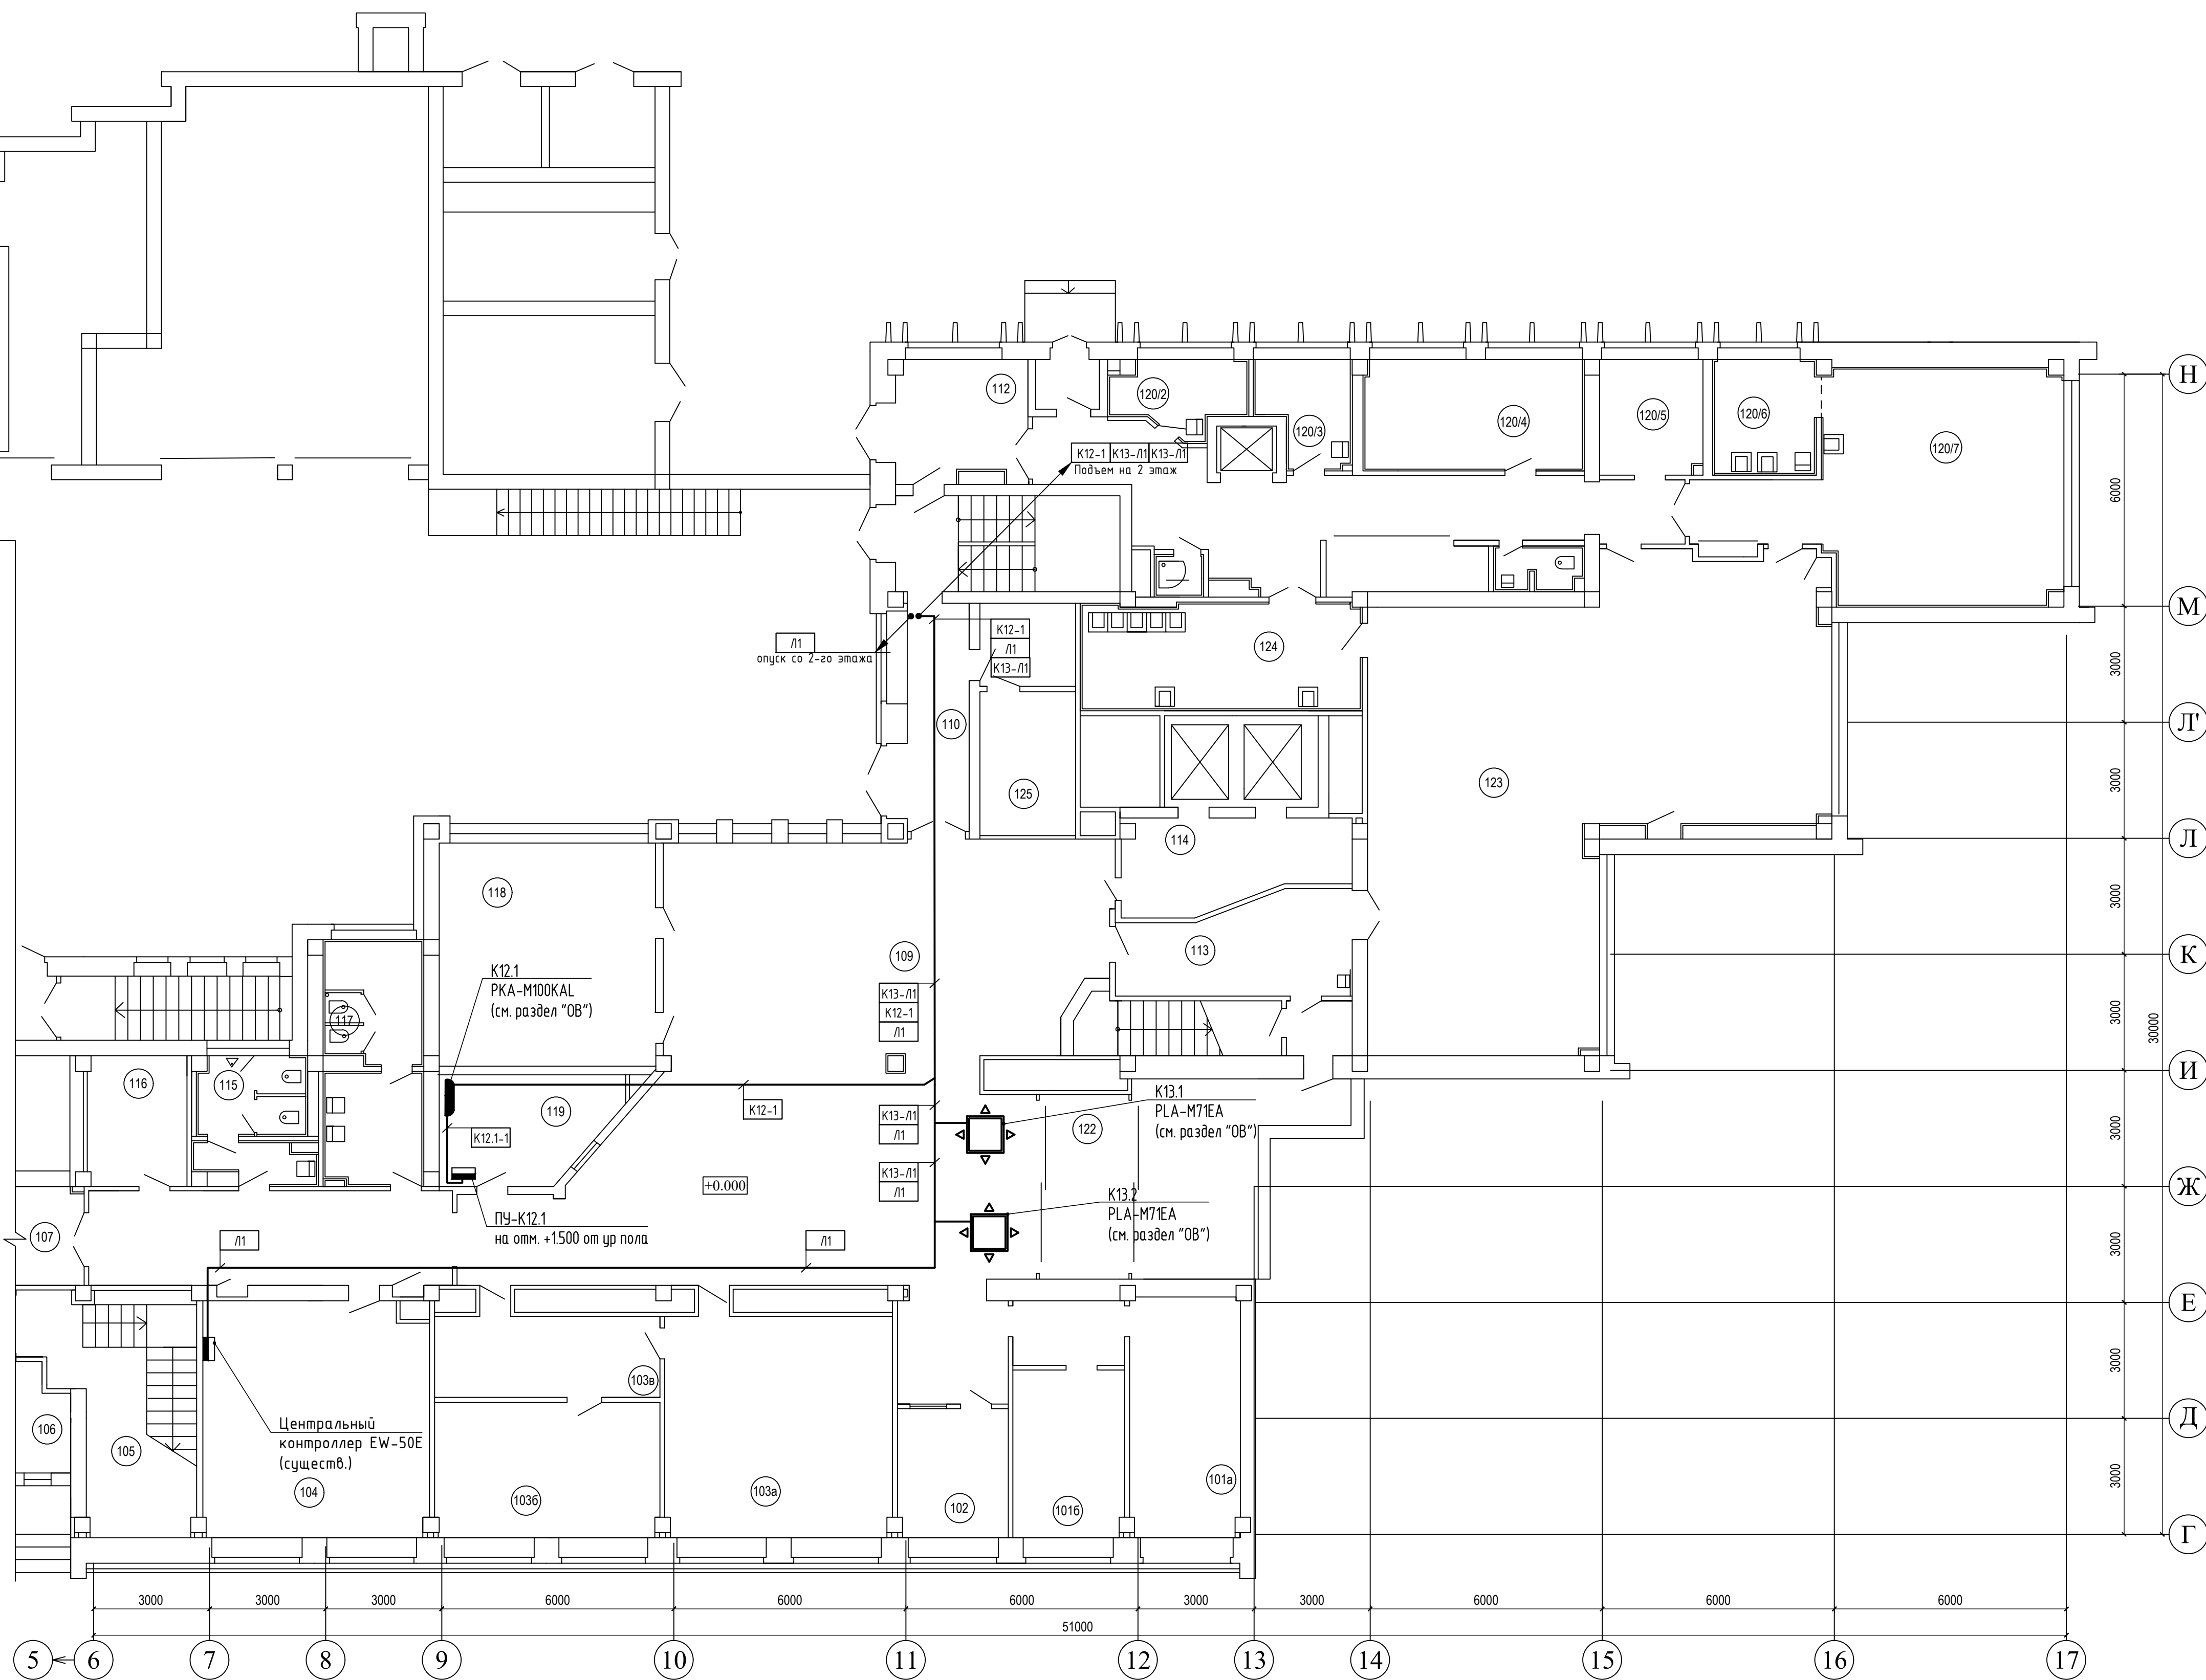 112
120/2
120/3
120/4
120/5
120/6
120/7
Н
К12-1 К13-Л1 К13-Л1
Подъем на 2 этаж
6000
М
Л1
опуск со 2-го этажа
К12-1
Л1
К13-Л1
124
3000
110
Л'
125
123
3000
114
Л
118
3000
109
113
К
К12.1
PKA-M100KAL
(см. раздел "ОВ")
К13-Л1
К12-1
Л1
117
3000
30000
116
115
119
К12-1
И
К12.1-1
К13-Л1
Л1
К13.1
PLA-M71EA
(см. раздел "ОВ")
122
3000
К13-Л1
Л1
+0.000
Ж
К13.2
PLA-M71EA
(см. раздел "ОВ")
ПУ-К12.1
на отм. +1.500 от ур пола
107
Л1
Л1
3000
Е
103в
3000
Центральный
контроллер EW-50E
(существ.)
106
105
Д
104
103б
103а
102
101б
101а
3000
Г
3000 3000 3000 6000 6000 6000 3000 3000 6000 6000 6000
51000
5 6 7 8 9 10 11 12 13 14 15 16 17